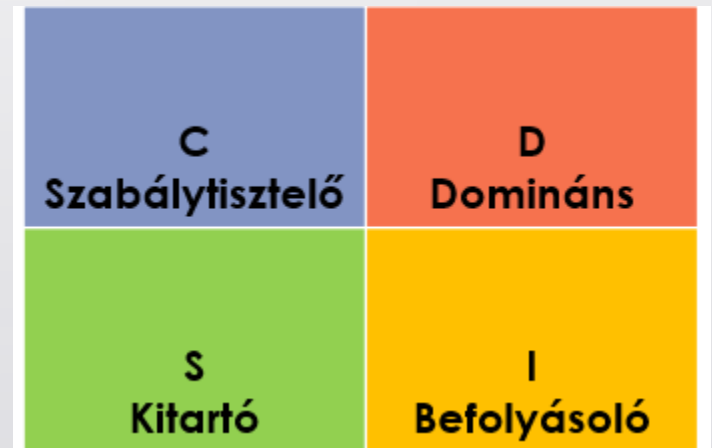 C
Szabálytisztelő
D
Domináns
S
Kitartó
I
Befolyásoló